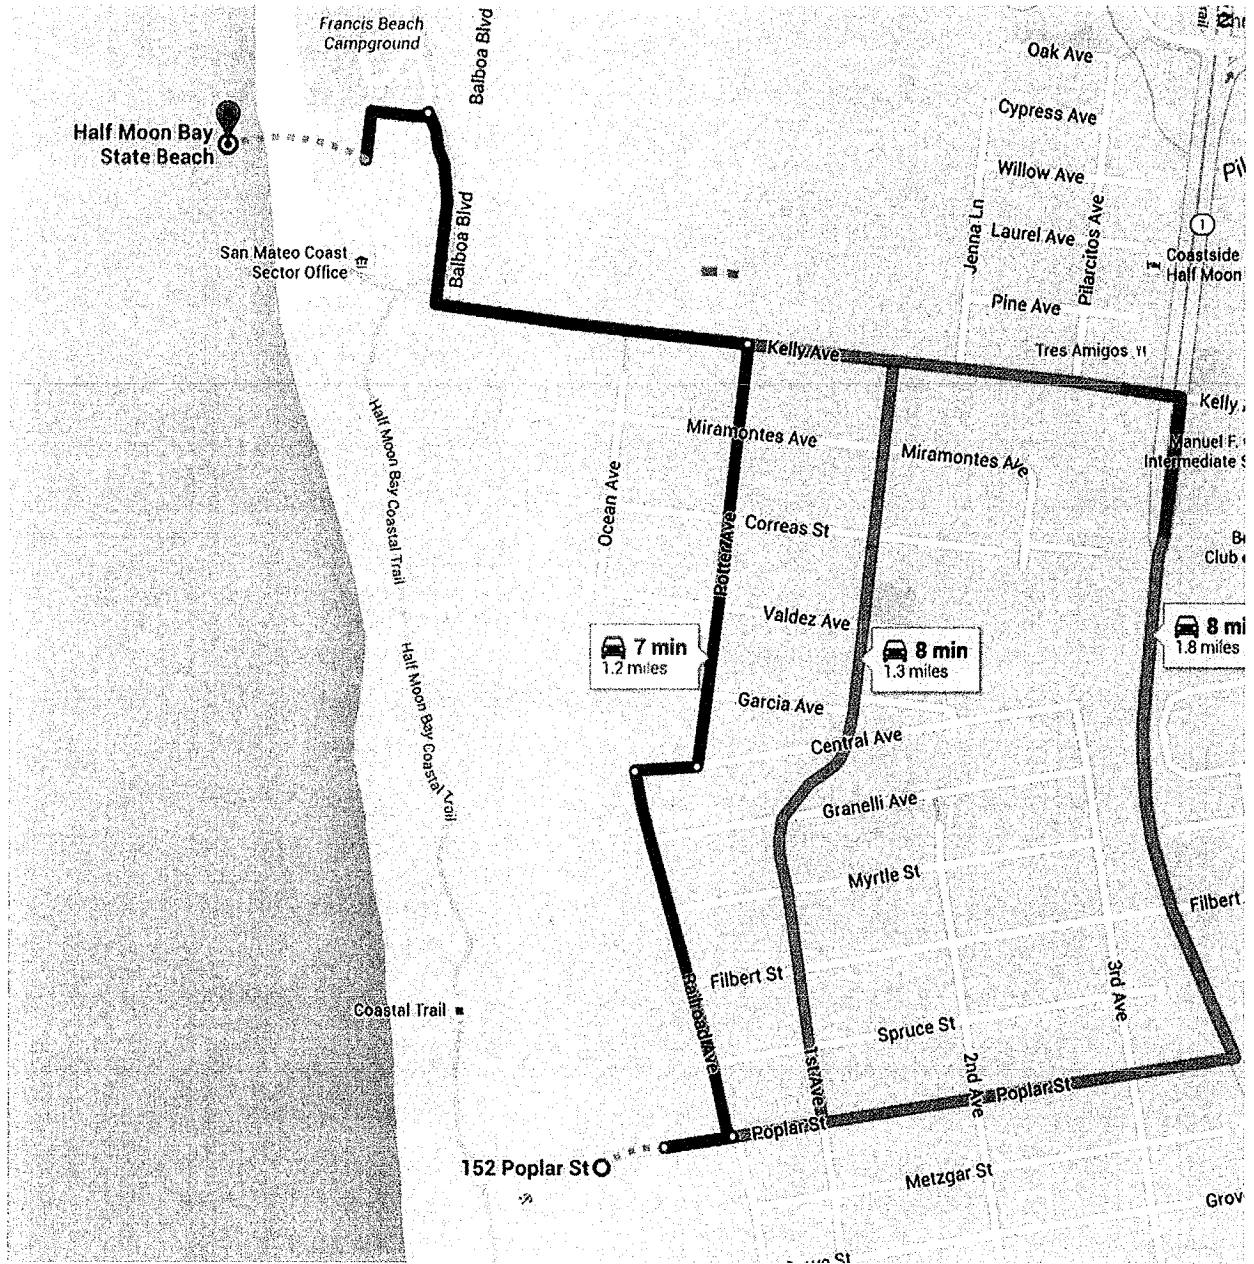 Francis Beach
Campground
Balboa Blvd
Oak Ave
Cypress Ave
Half Moon Bay
State Beach
Willow Ave
Jenna Ln
Pilarcitos Ave
Laurel Ave
1
San Mateo Coast
Sector Office
Balboa Blvd
Coastside
Half Moon
Pine Ave
Tres Amigos
Kelly Ave
Kelly
Half Moon Bay Coastal Trail
Miramontes Ave
Miramontes Ave
Manuel F.
Intermediate S
Ocean Ave
Potter Ave
Correas St
Club
Valdez Ave
7 min
1.2 miles
8 min
1.3 miles
8 mi
1.8 miles
Half Moon Bay Coastal Trail
Garcia Ave
Central Ave
Granelli Ave
Myrtle St
Filbert
Filbert St
3rd Ave
Coastal Trail
Railroad Ave
Spruce St
1st Ave
2nd Ave
Poplar St
Poplar St
152 Poplar St
Metzgar St
Grov